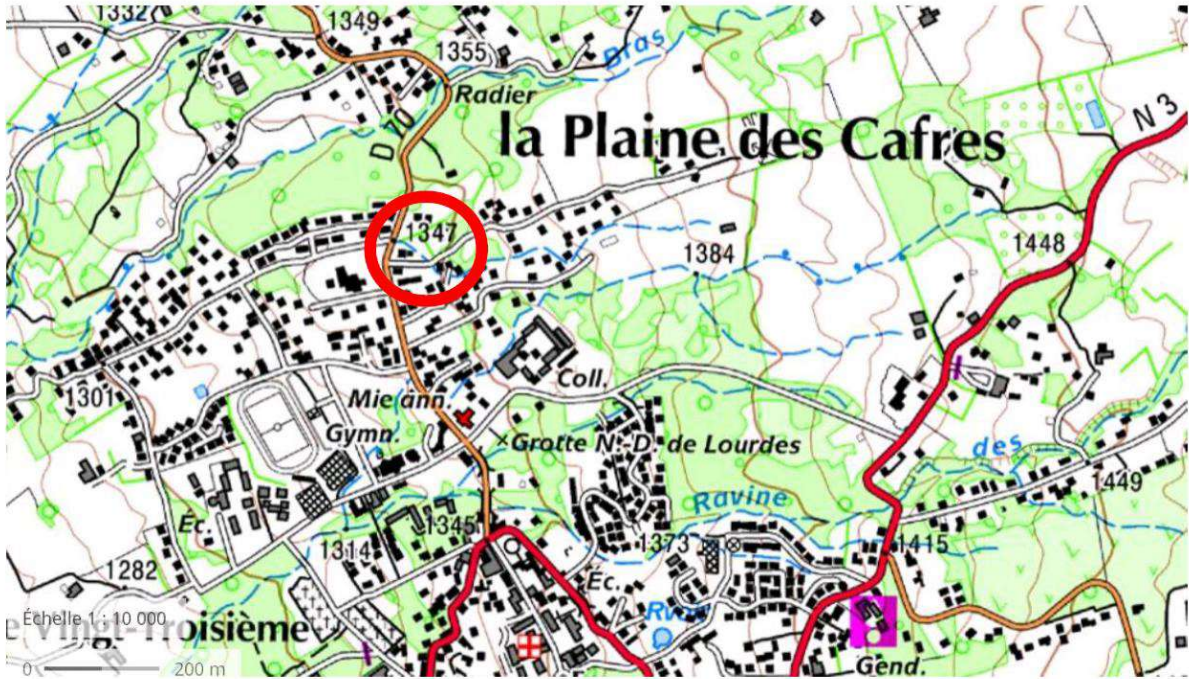 1332
1349
1355
Bras
Radier
D 10
la Plaine des Cafres
N 3
1347
1384
1448
1301
Coll.
Mie ann.
Gymn.
Grotte N.-D. de Lourdes
des
1449
Ravine
Éc.
1345
1314
1373
1415
1282
Éc.
Échelle 1 : 10 000
Vingt-Troisième
0 200 m
Gend.